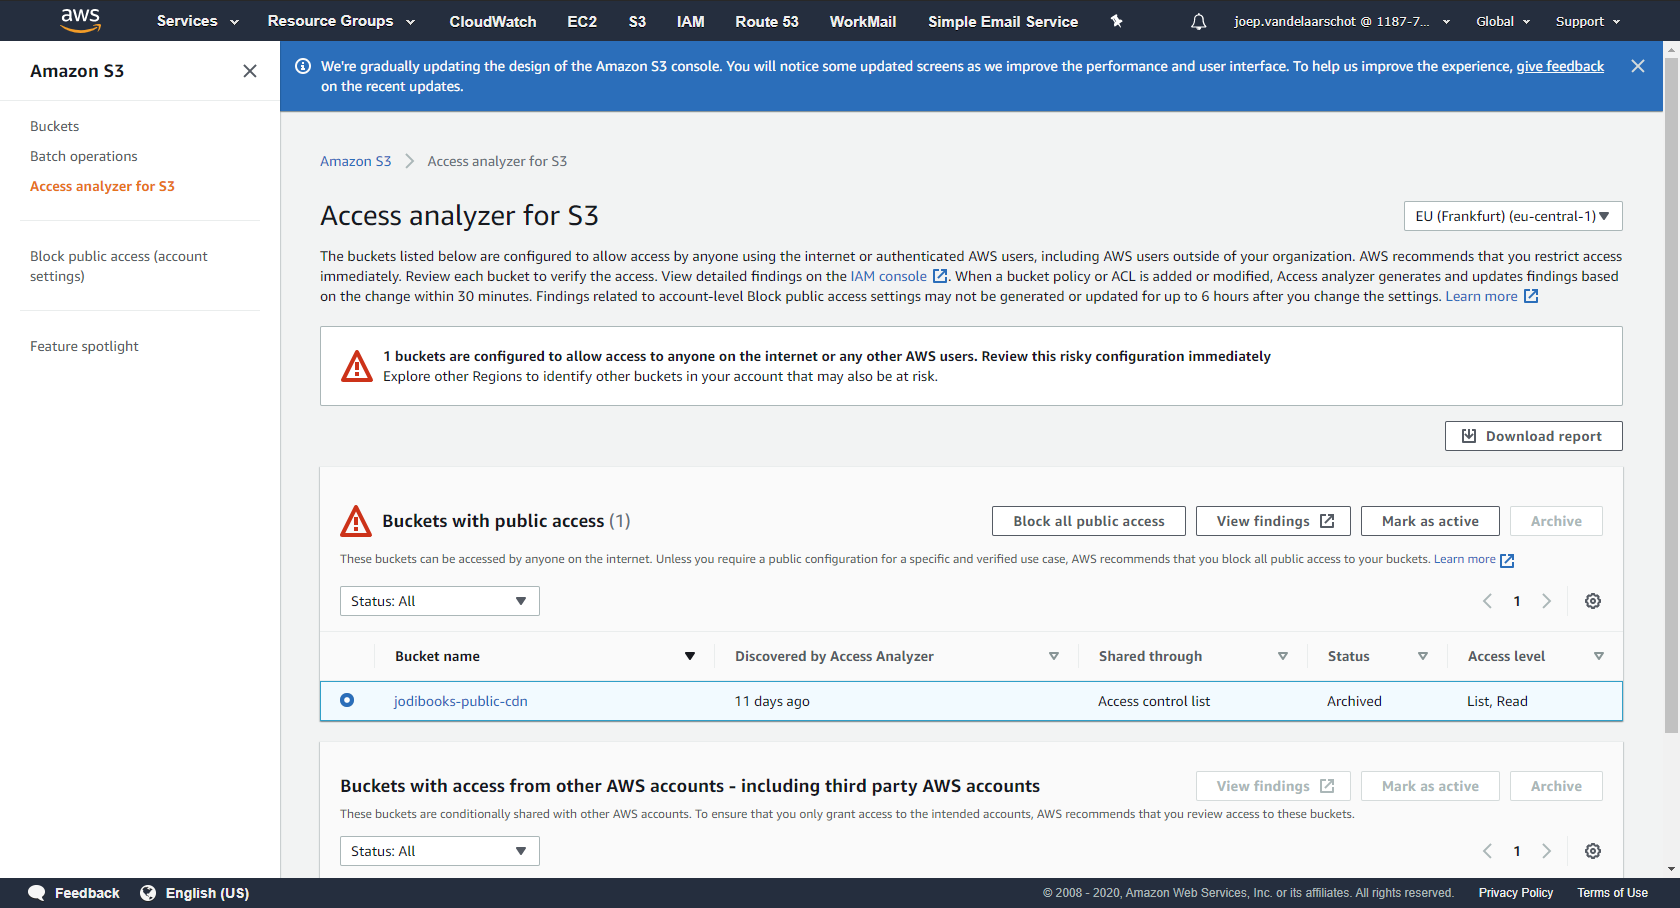 aws
Services
Resource Groups
CloudWatch
EC2
S3
IAM
Route 53
WorkMail
Simple Email Service
joep.vandelaarschot @ 1187-7...
Global
Support
Amazon S3
Buckets
Batch operations
Access analyzer for S3
Block public access (account
settings)
Feature spotlight
We're gradually updating the design of the Amazon S3 console. You will notice some updated screens as we improve the performance and user interface. To help us improve the experience, give feedback
on the recent updates.
Amazon S3
Access analyzer for S3
Access analyzer for S3
EU (Frankfurt) (eu-central-1)
The buckets listed below are configured to allow access by anyone using the internet or authenticated AWS users, including AWS users outside of your organization. AWS recommends that you restrict access
immediately. Review each bucket to verify the access. View detailed findings on the IAM console. When a bucket policy or ACL is added or modified, Access analyzer generates and updates findings based
on the change within 30 minutes. Findings related to account-level Block public access settings may not be generated or updated for up to 6 hours after you change the settings. Learn more
1 buckets are configured to allow access to anyone on the internet or any other AWS users. Review this risky configuration immediately
Explore other Regions to identify other buckets in your account that may also be at risk.
Download report
Buckets with public access (1)
Block all public access
View findings
Mark as active
Archive
These buckets can be accessed by anyone on the internet. Unless you require a public configuration for a specific and verified use case, AWS recommends that you block all public access to your buckets. Learn more
Status: All
1
Bucket name
Discovered by Access Analyzer
Shared through
Status
Access level
jodibooks-public-cdn
11 days ago
Access control list
Archived
List, Read
Buckets with access from other AWS accounts - including third party AWS accounts
View findings
Mark as active
Archive
These buckets are conditionally shared with other AWS accounts. To ensure that you only grant access to the intended accounts, AWS recommends that you review access to these buckets.
Status: All
1
Feedback
English (US)
© 2008 - 2020, Amazon Web Services, Inc. or its affiliates. All rights reserved.
Privacy Policy
Terms of Use